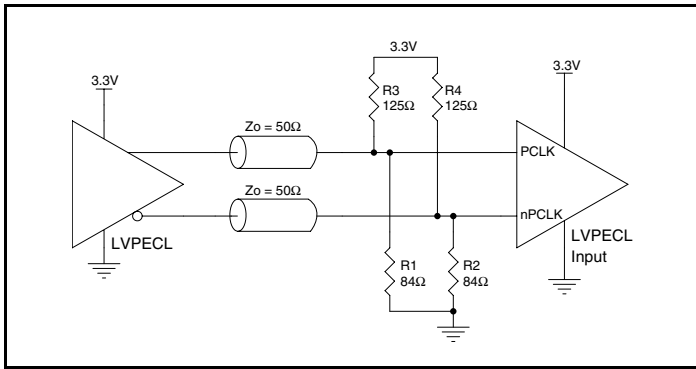 3.3V
3.3V
3.3V
R3
125Ω
R4
125Ω
Zo = 50Ω
PCLK
Zo = 50Ω
nPCLK
LVPECL
LVPECL
Input
R1
84Ω
R2
84Ω